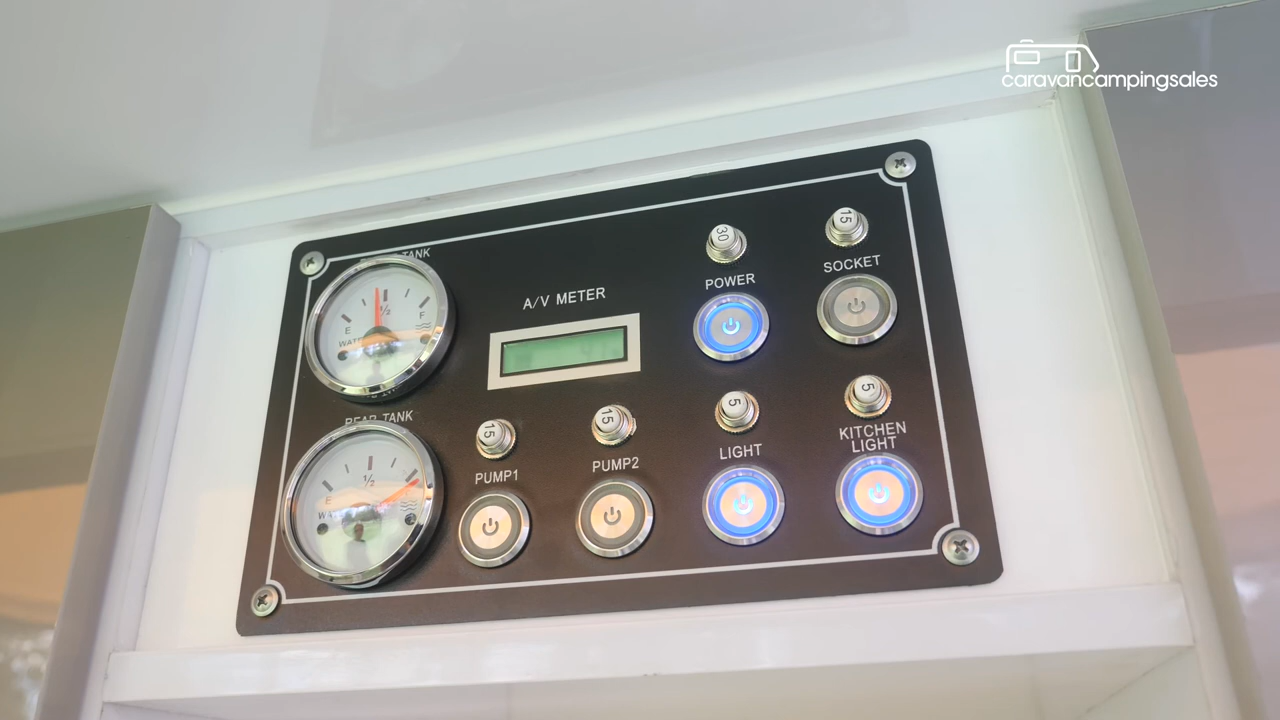 caravancampingsales
30
15
TANK
POWER
SOCKET
A/V METER
1/2
E
F
5
5
REAR TANK
15
15
KITCHEN
LIGHT
LIGHT
PUMP1
PUMP2
1/2
E